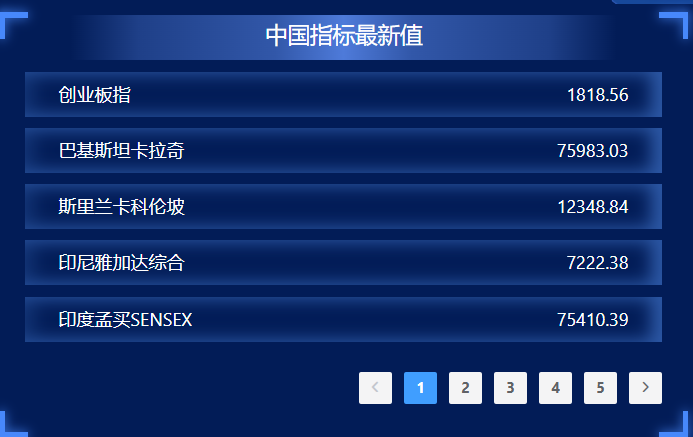 中国指标最新值
创业板指 1818.56
巴基斯坦卡拉奇 75983.03
斯里兰卡科伦坡 12348.84
印尼雅加达综合 7222.38
印度孟买SENSEX 75410.39
1 2 3 4 5